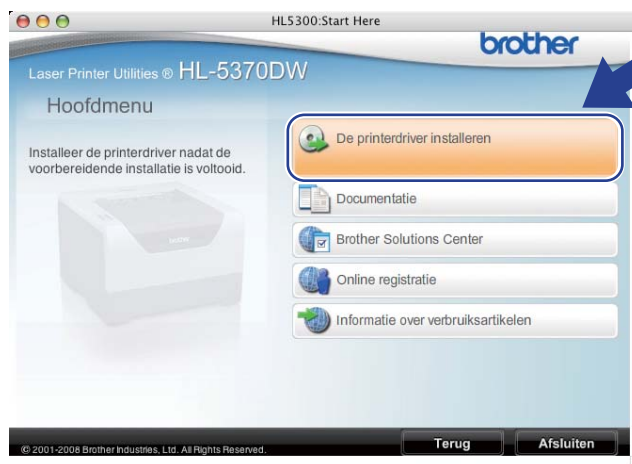 HL5300:Start Here
brother
Laser Printer Utilities ® HL-5370DW
Hoofdmenu
Installeer de printerdriver nadat de
voorbereidende installatie is voltooid.
De printerdriver installeren
Documentatie
Brother Solutions Center
Online registratie
Informatie over verbruiksartikelen
brother
© 2001-2008 Brother Industries, Ltd. All Rights Reserved.
Terug
Afsluiten